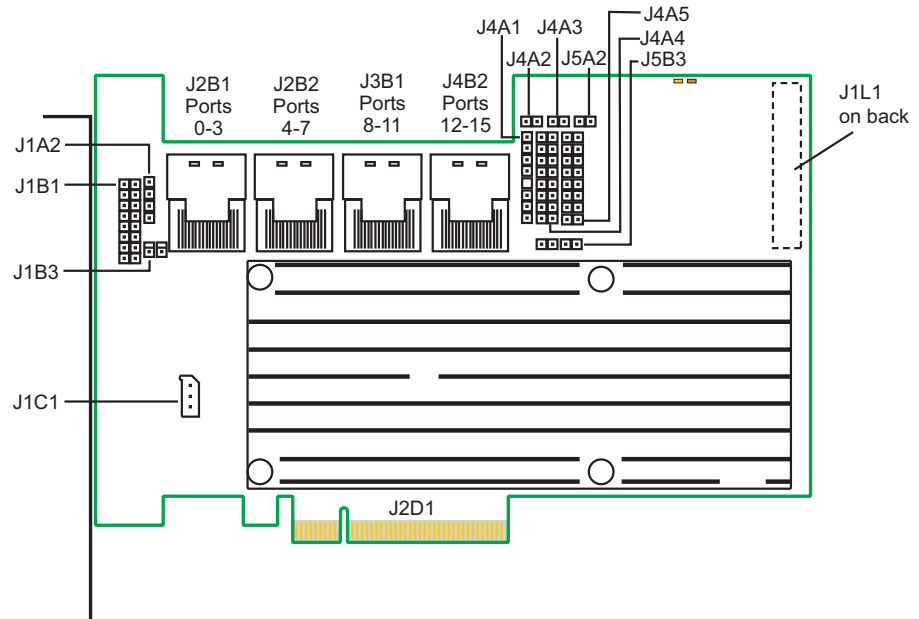 J4A1
J4A3
J4A5
J4A4
J4A2
J5A2
J5B3
J2B1
Ports
0-3
J2B2
Ports
4-7
J3B1
Ports
8-11
J4B2
Ports
12-15
J1L1
on back
J1A2
J1B1
J1B3
J1C1
J2D1